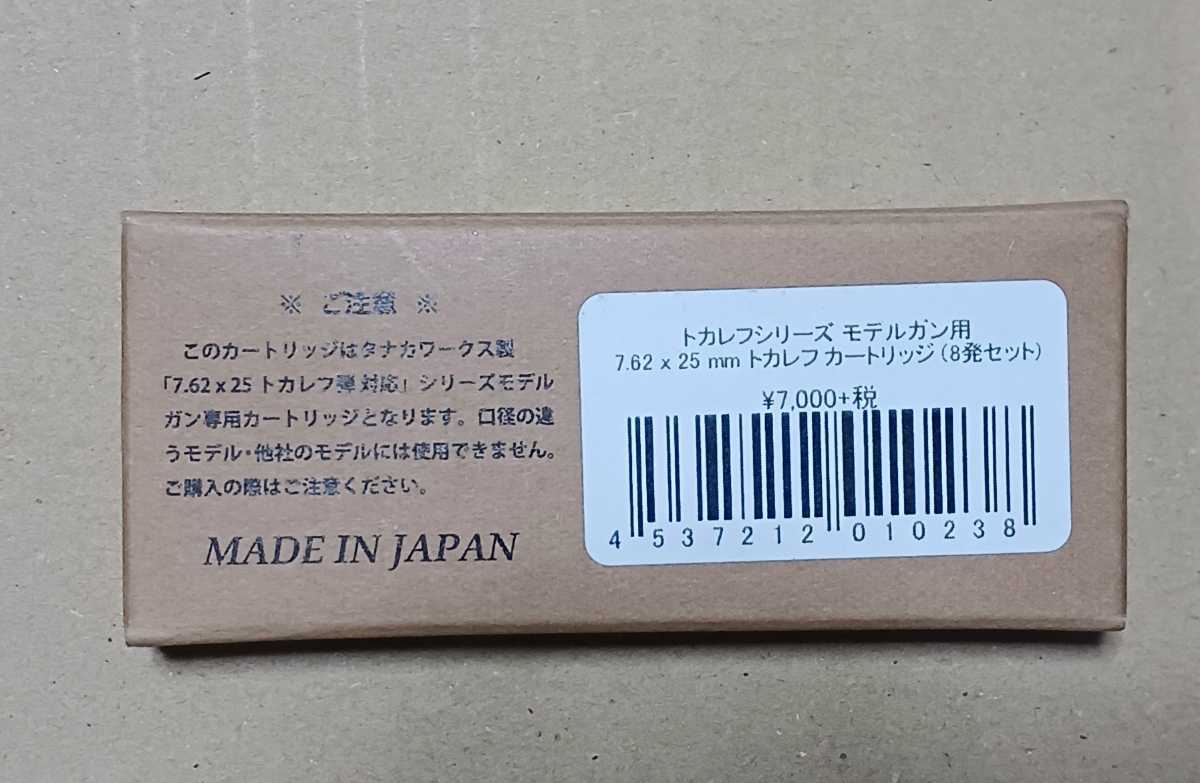 ※ ご注意 ※
このカートリッジはタナカワークス製
「7.62 x 25 トカレフ弾 対応」シリーズモデル
ガン専用カートリッジとなります。口径の違
うモデル・他社のモデルには使用できません。
ご購入の際はご注意ください。
MADE IN JAPAN
トカレフシリーズ モデルガン用
7.62 x 25 mm トカレフ カートリッジ (8発セット)
¥7,000+税
4 537212 010238